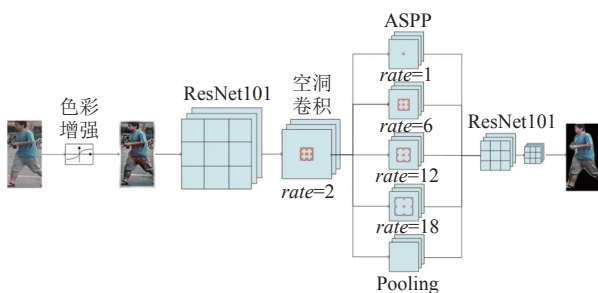 色彩
增强
ResNet101
空洞
卷积
rate=2
ASPP
rate=1
rate=6
rate=12
rate=18
Pooling
ResNet101